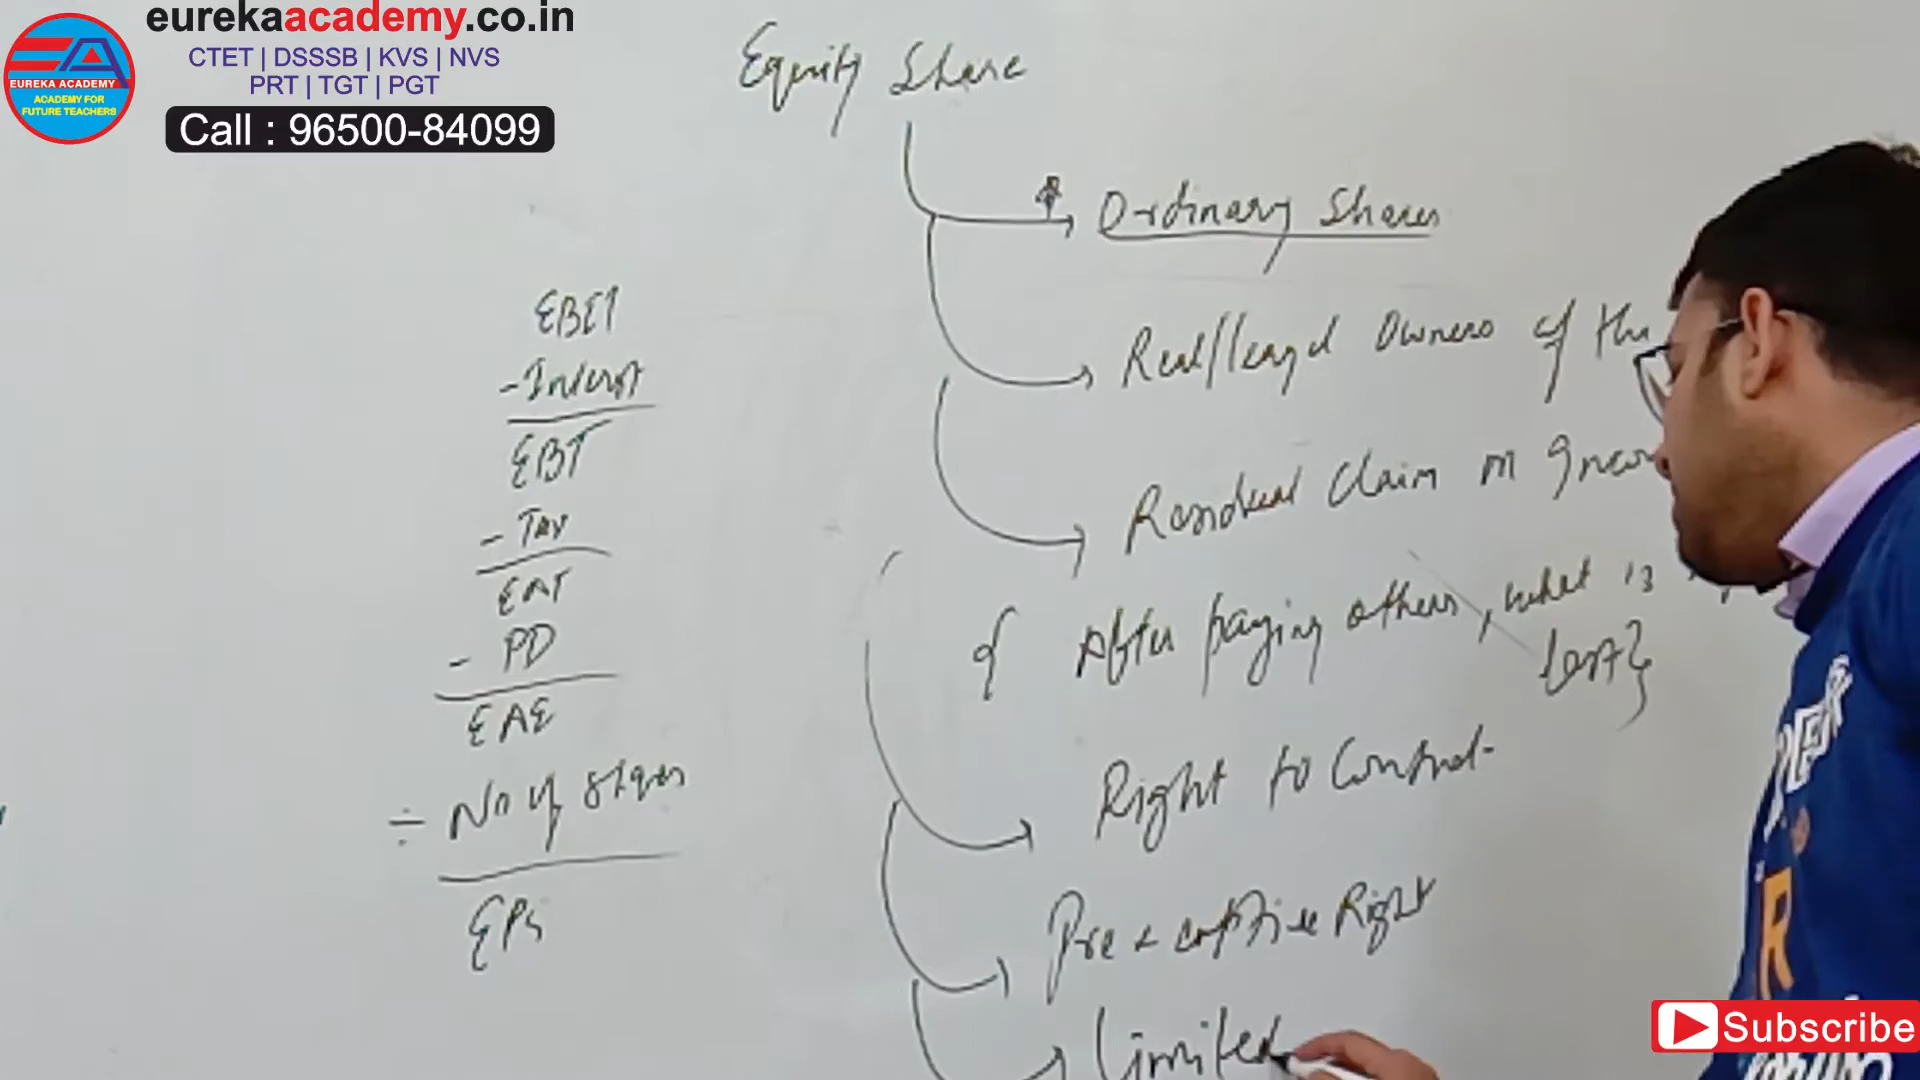 eurekaacademy.co.in
CTET | DSSSB | KVS | NVS
PRT | TGT | PGT
Call : 96500-84099
EUREKA ACADEMY
ACADEMY FOR
FUTURE TEACHERS
Equity Share
Ordinary Shares
Real/legal Owners of the
Residual Claim on
{ After paying others, what is
left}
Right to Control
Pre-emptive Right
Limited
EBIT
- Interest
EBT
- Tax
EAT
- PD
EAE
÷ No of shares
EPS
R
Subscribe